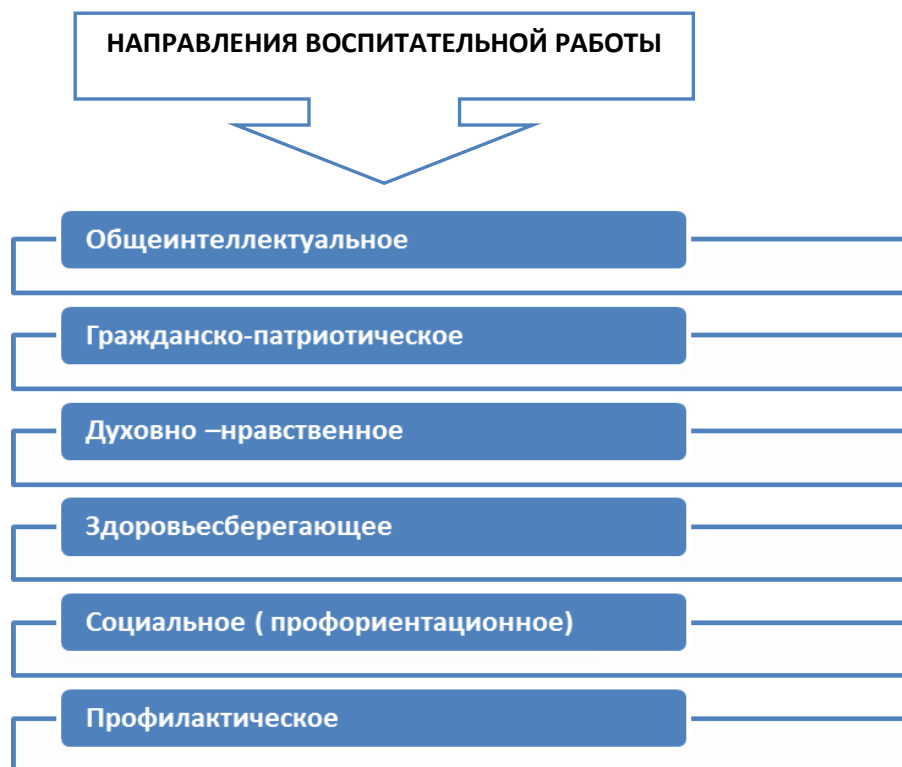 НАПРАВЛЕНИЯ ВОСПИТАТЕЛЬНОЙ РАБОТЫ
Общеинтеллектуальное
Гражданско-патриотическое
Духовно –нравственное
Здоровьесберегающее
Социальное ( профориентационное)
Профилактическое